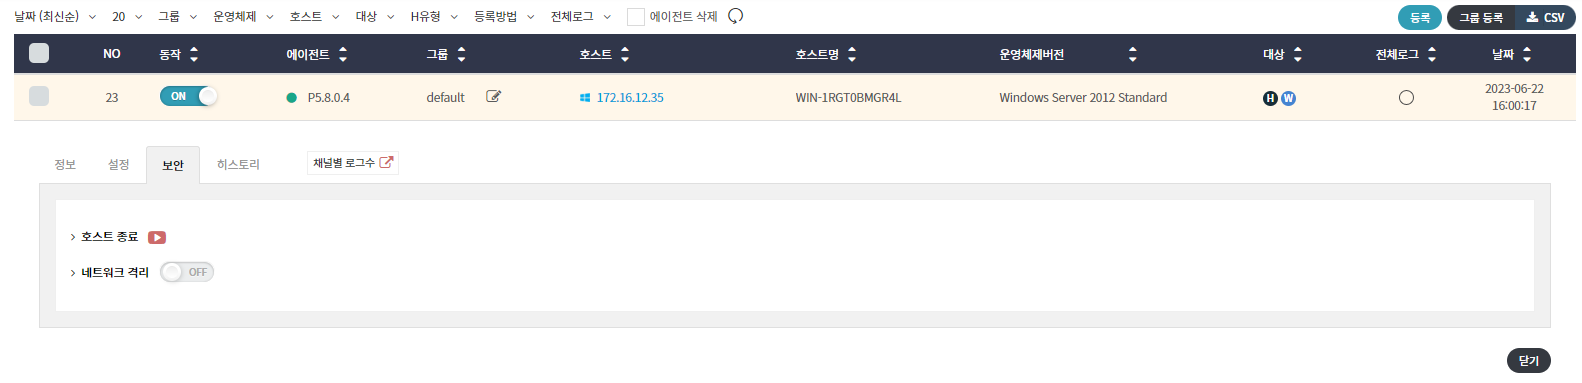 날짜 (최신순) 20 그룹 운영체제 호스트 대상 H유형 등록방법 전체로그 에이전트 삭제 등록 그룹 등록 CSV
NO 동작 에이전트 그룹 호스트 호스트명 운영체제버전 대상 전체로그 날짜
23 ON P5.8.0.4 default 172.16.12.35 WIN-1RGT0BMGR4L Windows Server 2012 Standard H W 2023-06-22
16:00:17
정보 설정 보안 히스토리 채널별 로그수
호스트 종료
네트워크 격리 OFF
닫기